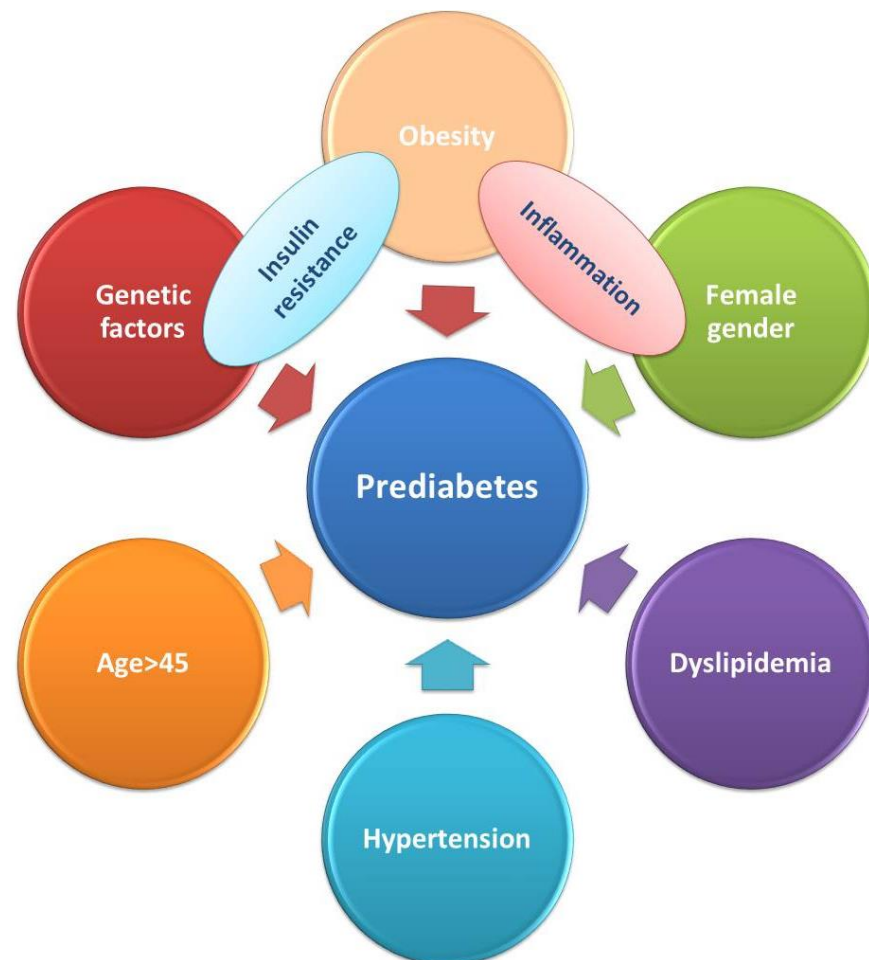 Obesity
Insulin
resistance
Inflammation
Genetic
factors
Female
gender
Prediabetes
Age>45
Dyslipidemia
Hypertension